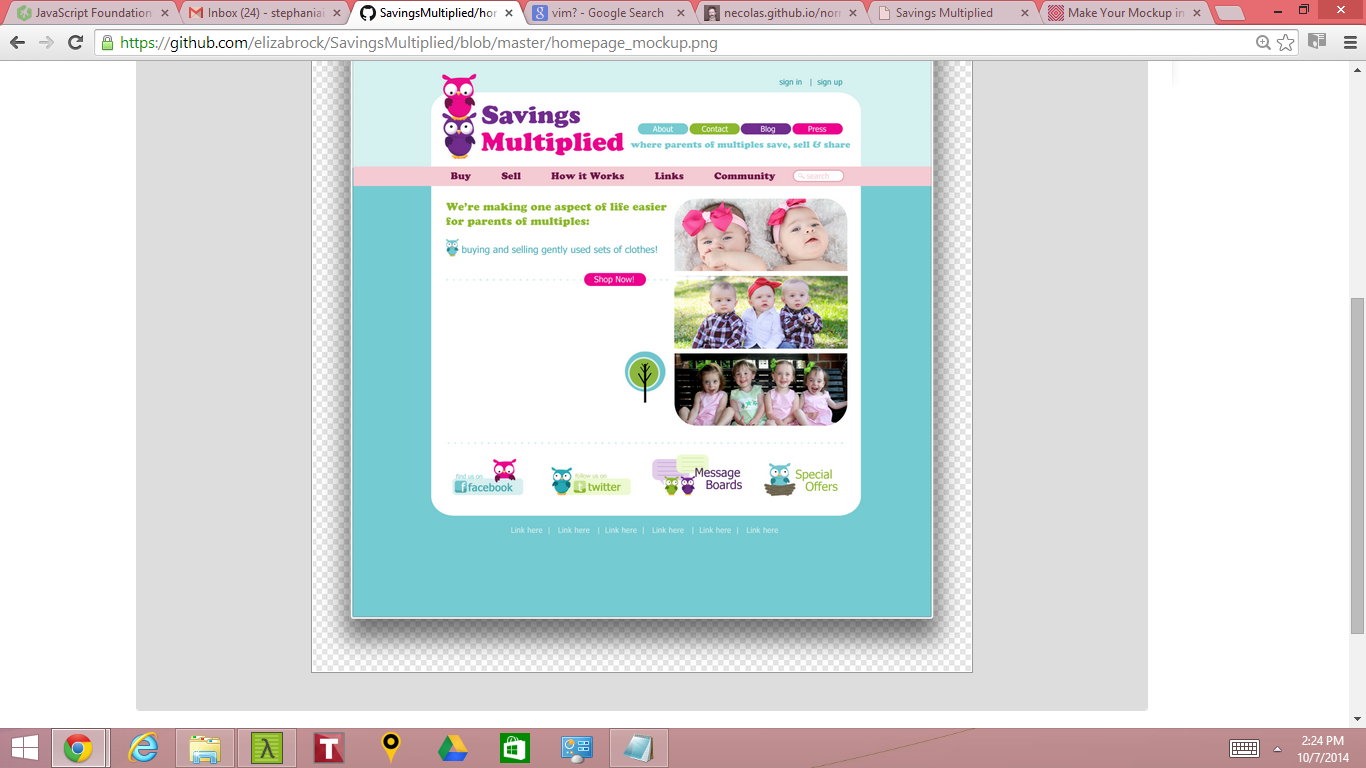 JavaScript Foundation
Inbox (24) - stephania
SavingsMultiplied/hor
vim? - Google Search
necolas.github.io/norr
Savings Multiplied
Make Your Mockup in
https://github.com/elizabrock/SavingsMultiplied/blob/master/homepage_mockup.png
sign in | sign up
Savings
Multiplied
About Contact Blog Press
where parents of multiples save, sell & share
Buy Sell How it Works Links Community search
We're making one aspect of life easier
for parents of multiples:
buying and selling gently used sets of clothes!
Shop Now!
find us on
facebook
follow us on
twitter
Message
Boards
Special
Offers
Link here | Link here | Link here | Link here | Link here | Link here
2:24 PM
10/7/2014